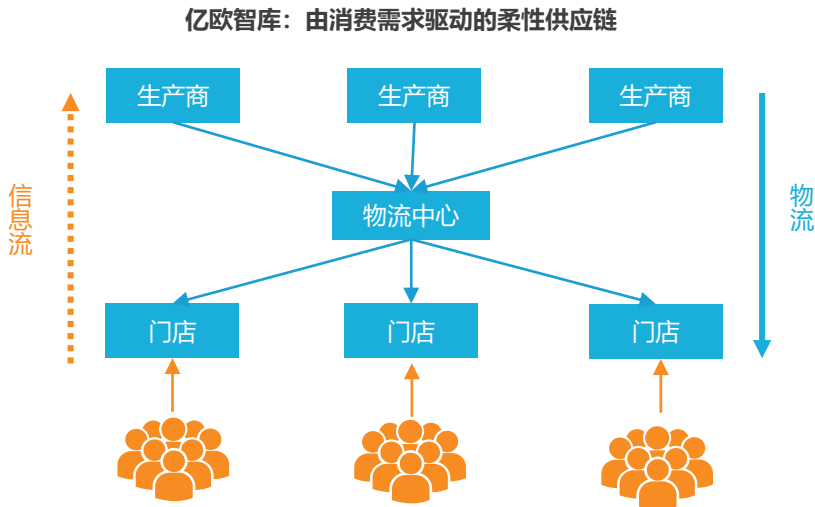 亿欧智库：由消费需求驱动的柔性供应链
生产商
生产商
生产商
信息流
物流
物流中心
门店
门店
门店